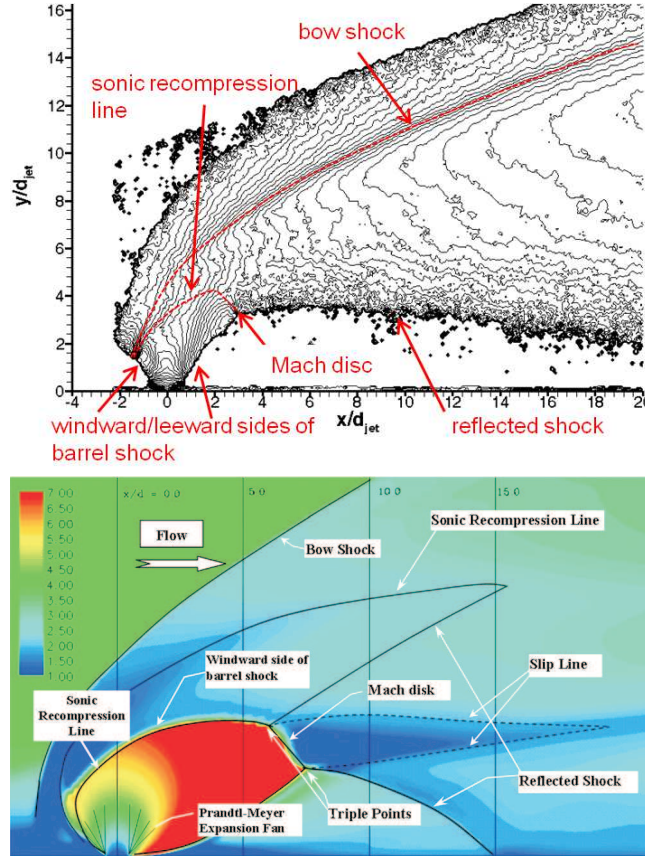 16
14
12
10
8
6
4
2
0
y/d_jet
bow shock
sonic recompression
line
Mach disc
-4 -2 0 2 4 6 8 10 12 14 16 18 20
x/d_jet
windward/leeward sides of
barrel shock
reflected shock
7.00
6.50
6.00
5.50
5.00
4.50
4.00
3.50
3.00
2.50
2.00
1.50
1.00
x/d = 0.0
5.0
10.0
15.0
Flow
Bow Shock
Sonic Recompression Line
Windward side of
barrel shock
Mach disk
Slip Line
Sonic
Recompression
Line
Reflected Shock
Prandtl-Meyer
Expansion Fan
Triple Points